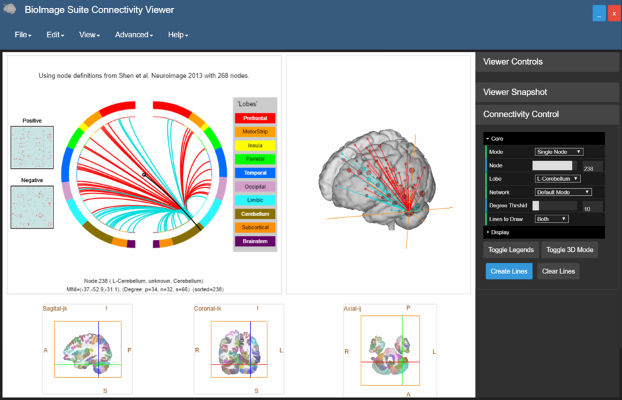 BioImage Suite Connectivity Viewer
_
x
File
Edit
View
Advanced
Help
Using node definitions from Shen et al. Neuroimage 2013 with 268 nodes.
Positive
Negative
'Lobes'
Prefrontal
MotorStrip
Insula
Parietal
Temporal
Occipital
Limbic
Cerebellum
Subcortical
Brainstem
Node:238 ( L-Cerebellum, unknown, Cerebellum).
MNI=(-37,-52.9,-31.1), (Degree: p=34, n=32, s=66) (sorted=238)
Sagital-jk
I
A
P
S
Coronal-ik
I
R
L
S
Axial-ij
P
R
L
A
Viewer Controls
Viewer Snapshot
Connectivity Control
Core
Mode Single Node
Node 238
Lobe L-Cerebellum
Network Default Mode
Degree Thrshld 10
Lines to Draw Both
Display
Toggle Legends Toggle 3D Mode
Create Lines Clear Lines